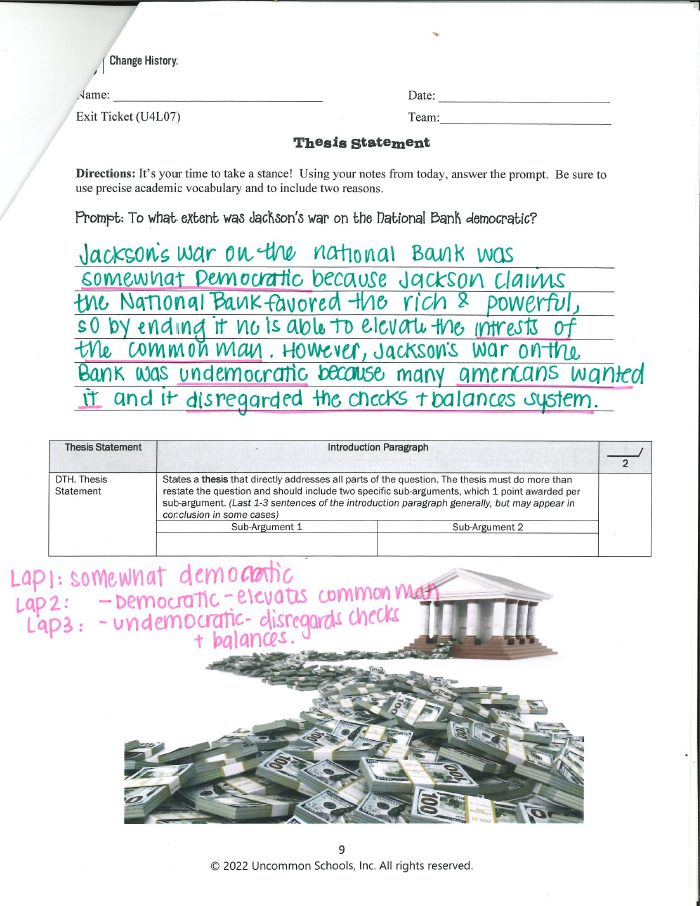 Change History.
Name: Date:
Exit Ticket (U4L07) Team:
Thesis Statement
Directions: It's your time to take a stance! Using your notes from today, answer the prompt. Be sure to
use precise academic vocabulary and to include two reasons.
Prompt: To what extent was Jackson's war on the National Bank democratic?
Jackson's war on the national Bank was
somewhat Democratic because Jackson claims
the National Bank favored the rich & powerful,
so by ending it he is able to elevate the intrests of
the common man. However, Jackson's war on the
Bank was undemocratic because many americans wanted
it and it disregarded the checks + balances system.
Thesis Statement Introduction Paragraph /2
DTH. Thesis
Statement
States a thesis that directly addresses all parts of the question. The thesis must do more than
restate the question and should include two specific sub-arguments, which 1 point awarded per
sub-argument. (Last 1-3 sentences of the introduction paragraph generally, but may appear in
conclusion in some cases)
Sub-Argument 1 Sub-Argument 2
Lap1: somewhat democratic
Lap2: - Democratic - elevates common man
Lap3: - undemocratic - disregards checks
+ balances.
100
100
100
100
100
9
© 2022 Uncommon Schools, Inc. All rights reserved.